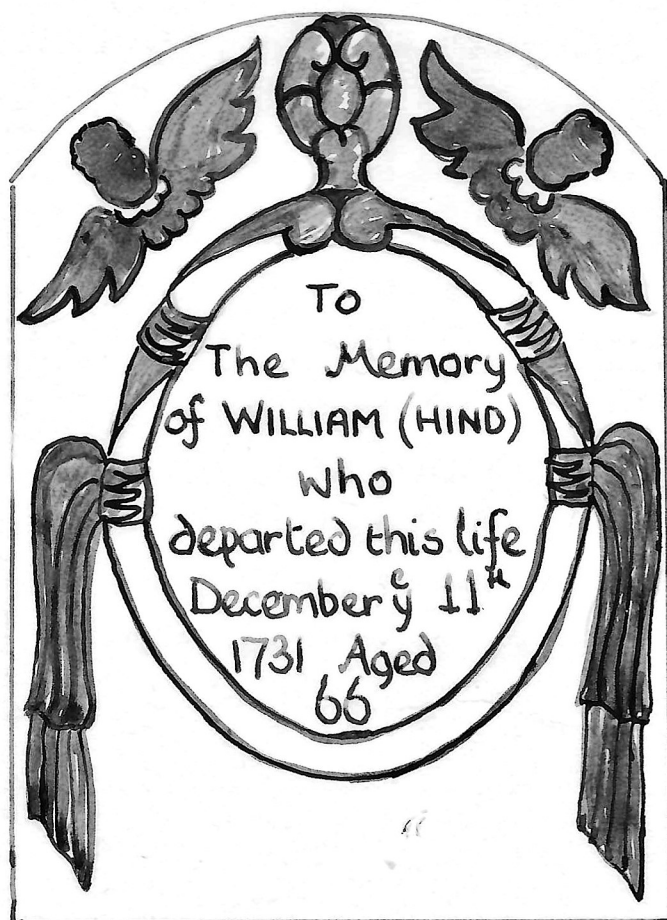 To
The Memory
of WILLIAM (HIND)
who
departed this life
December yᵉ 11ᵗʰ
1731 Aged
66